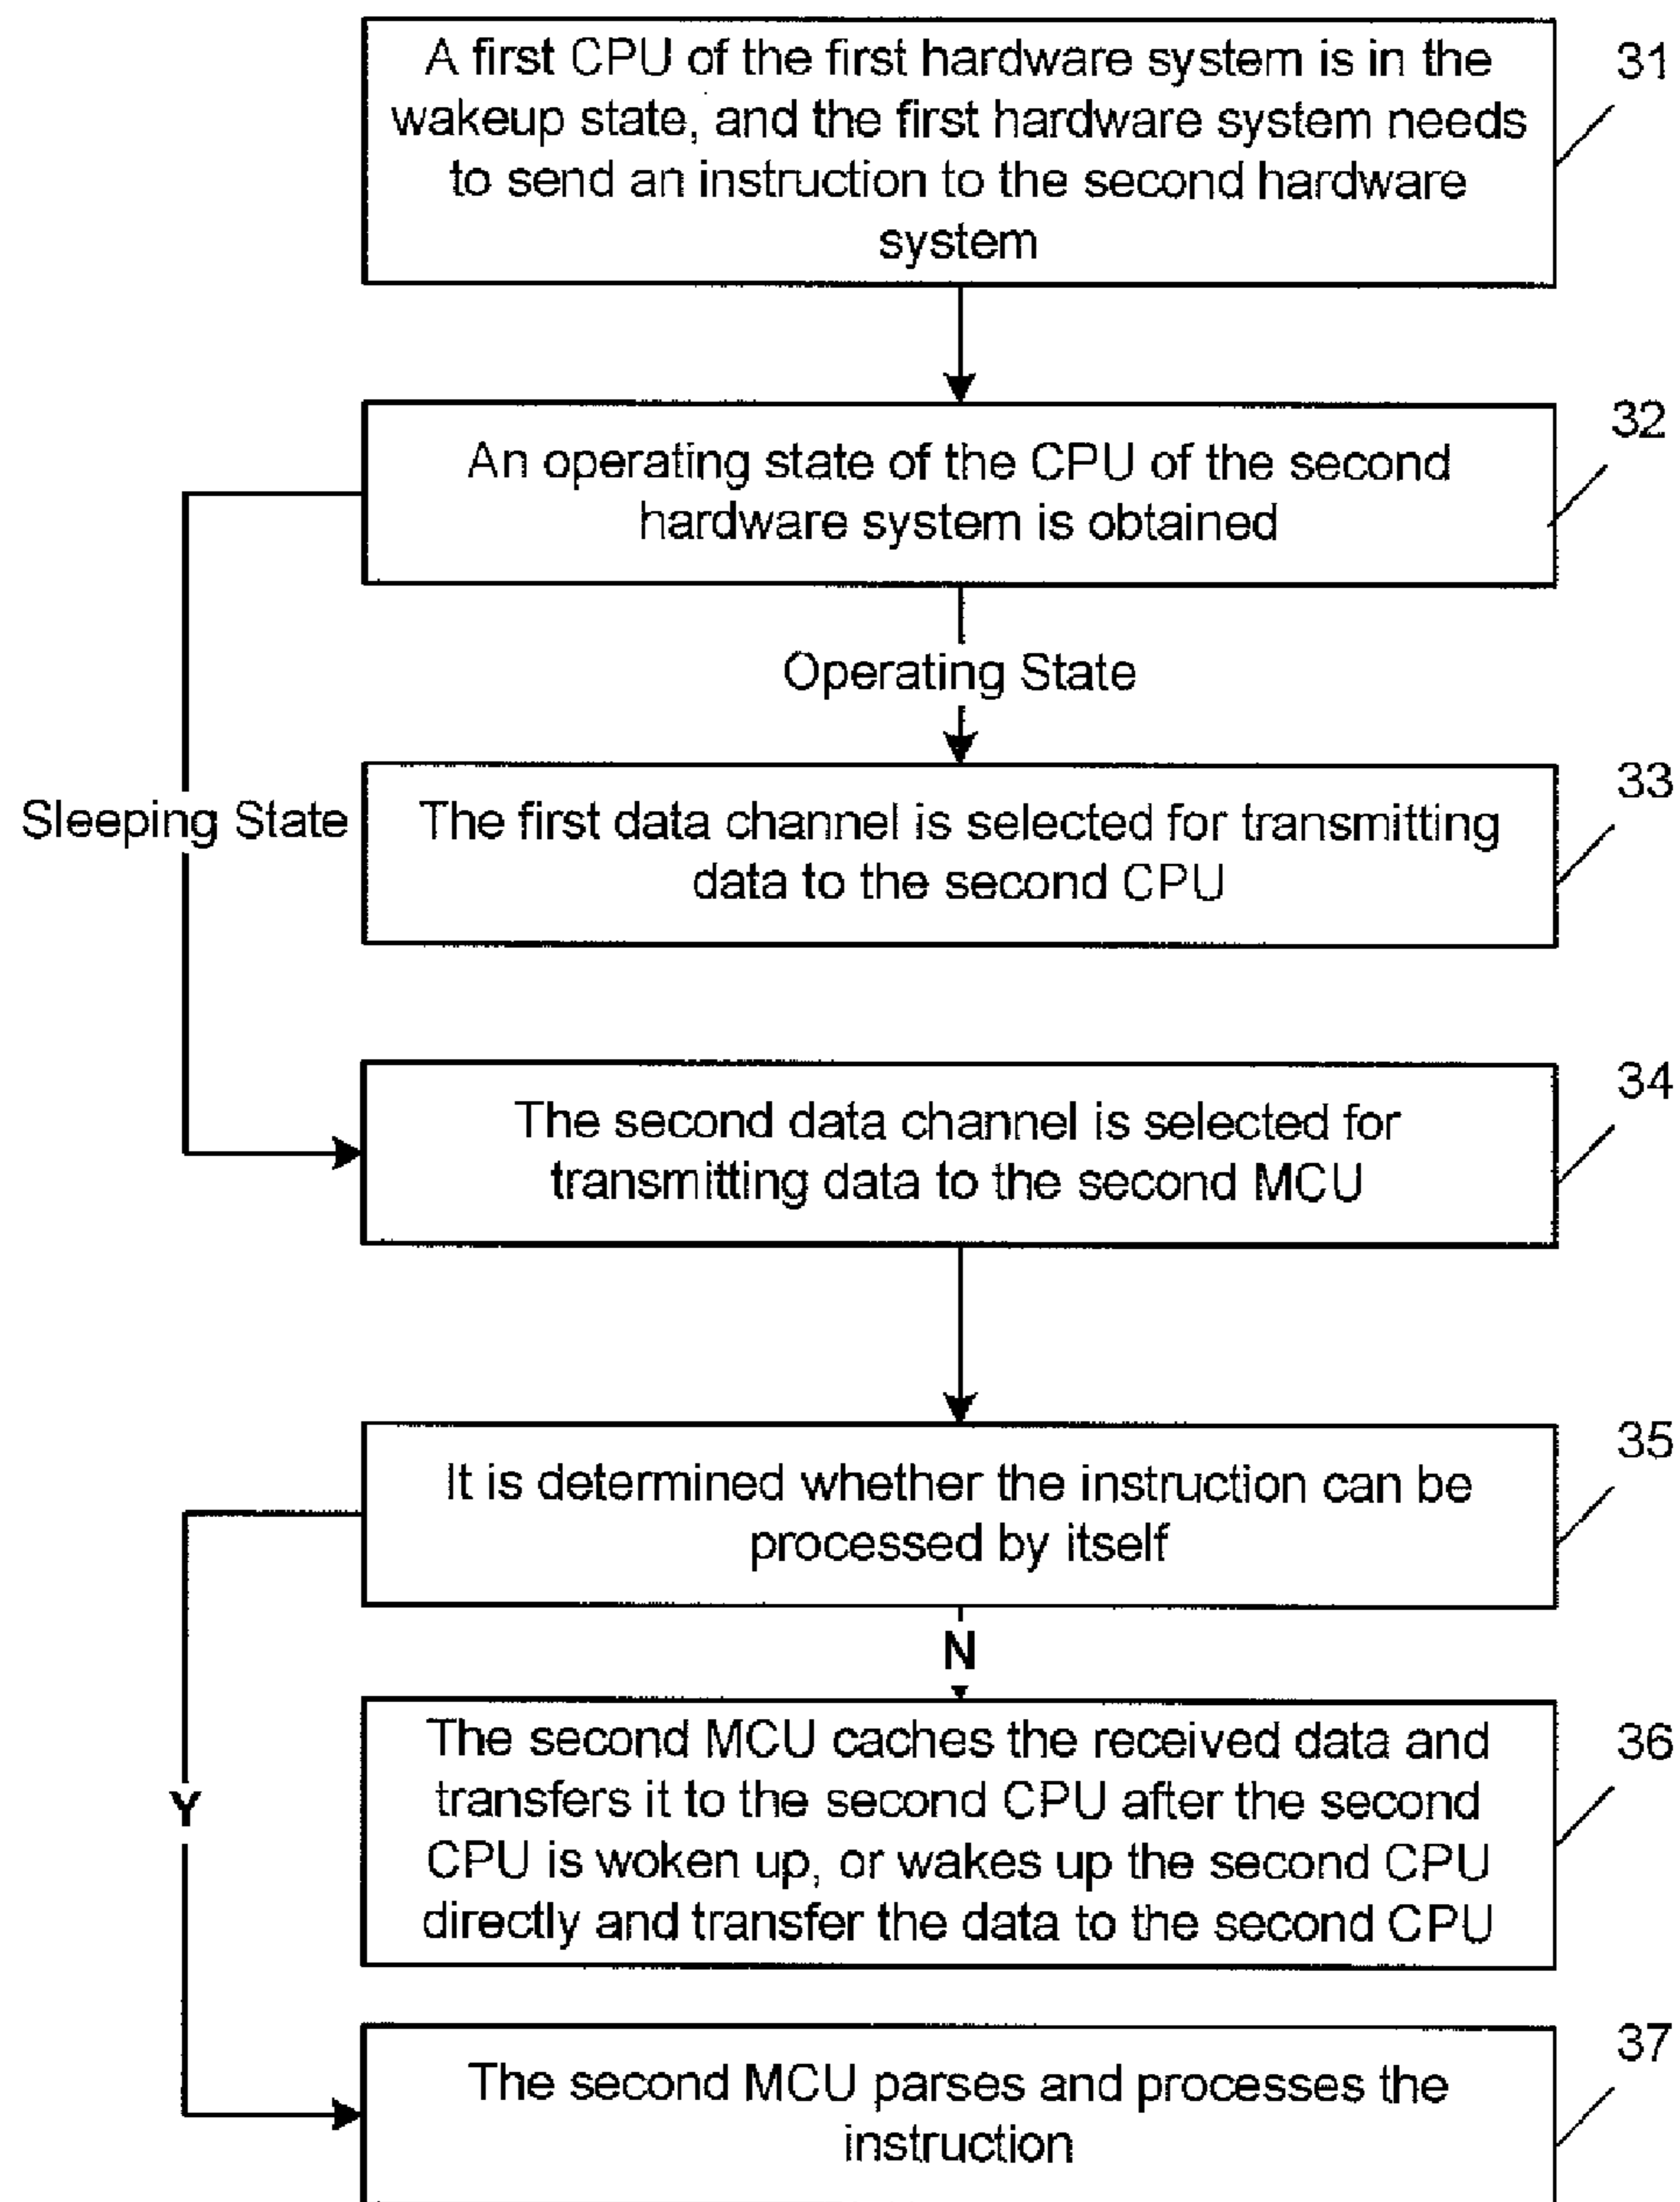 A first CPU of the first hardware system is in the
wakeup state, and the first hardware system needs
to send an instruction to the second hardware
system
31
An operating state of the CPU of the second
hardware system is obtained
32
Operating State
Sleeping State
The first data channel is selected for transmitting
data to the second CPU
33
The second data channel is selected for
transmitting data to the second MCU
34
It is determined whether the instruction can be
processed by itself
35
N
Y
The second MCU caches the received data and
transfers it to the second CPU after the second
CPU is woken up, or wakes up the second CPU
directly and transfer the data to the second CPU
36
The second MCU parses and processes the
instruction
37